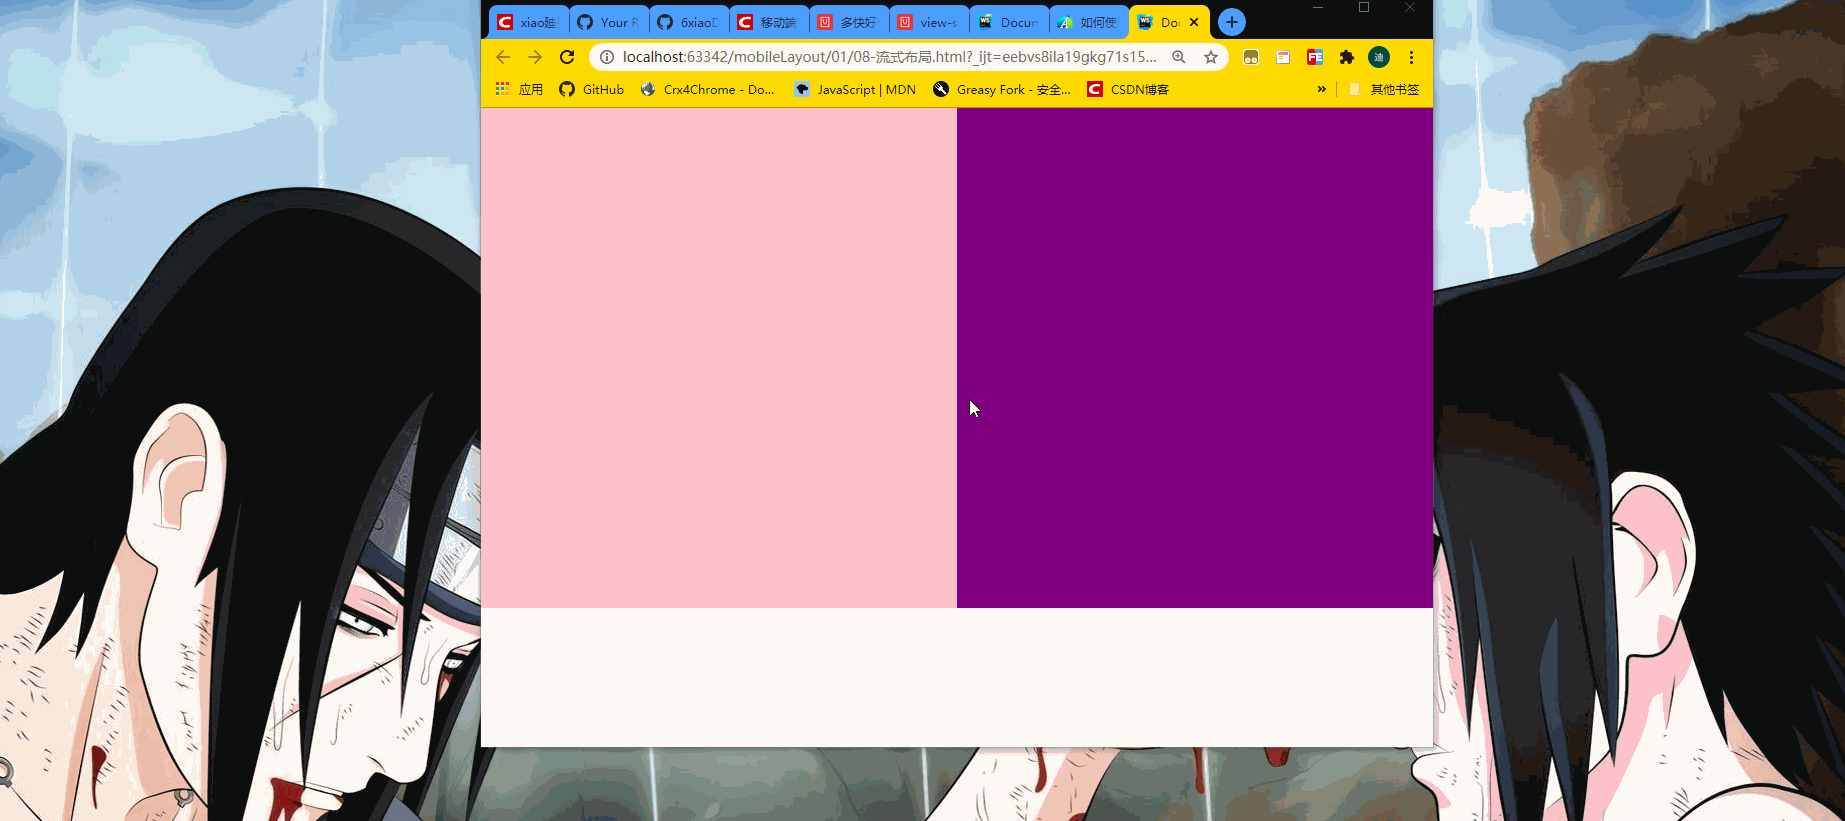 xiao迪 Your R 6xiaoD 移动端 多快好 view-s Docum 如何使 Do
localhost:63342/mobileLayout/01/08-流式布局.html?_ijt=eebvs8ila19gkg71s15...
迪
应用 GitHub Crx4Chrome - Do... JavaScript | MDN Greasy Fork - 安全... CSDN博客 » 其他书签